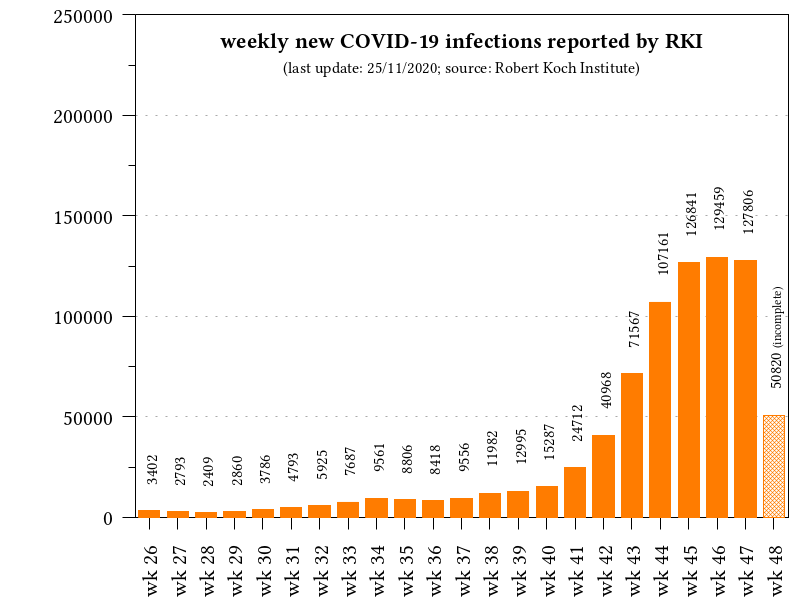 weekly new COVID-19 infections reported by RKI
(last update: 25/11/2020; source: Robert Koch Institute)
250000
200000
150000
100000
50000
0
3402
2793
2409
2860
3786
4793
5925
7687
9561
8806
8418
9556
11982
12995
15287
24712
40968
71567
107161
126841
129459
127806
50820 (incomplete)
wk 26
wk 27
wk 28
wk 29
wk 30
wk 31
wk 32
wk 33
wk 34
wk 35
wk 36
wk 37
wk 38
wk 39
wk 40
wk 41
wk 42
wk 43
wk 44
wk 45
wk 46
wk 47
wk 48